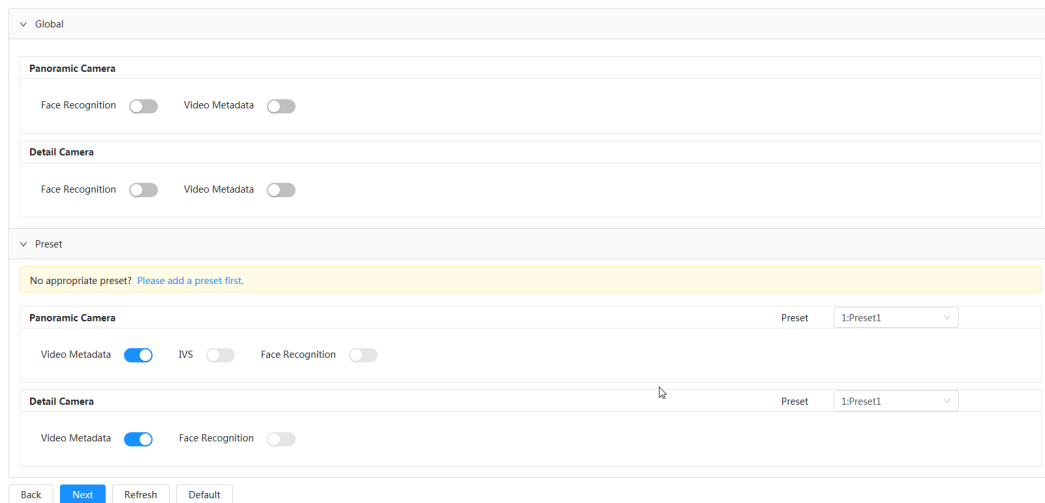 Global
Panoramic Camera
Face Recognition Video Metadata
Detail Camera
Face Recognition Video Metadata
Preset
No appropriate preset? Please add a preset first.
Panoramic Camera Preset 1:Preset1
Video Metadata IVS Face Recognition
Detail Camera Preset 1:Preset1
Video Metadata Face Recognition
Back Next Refresh Default